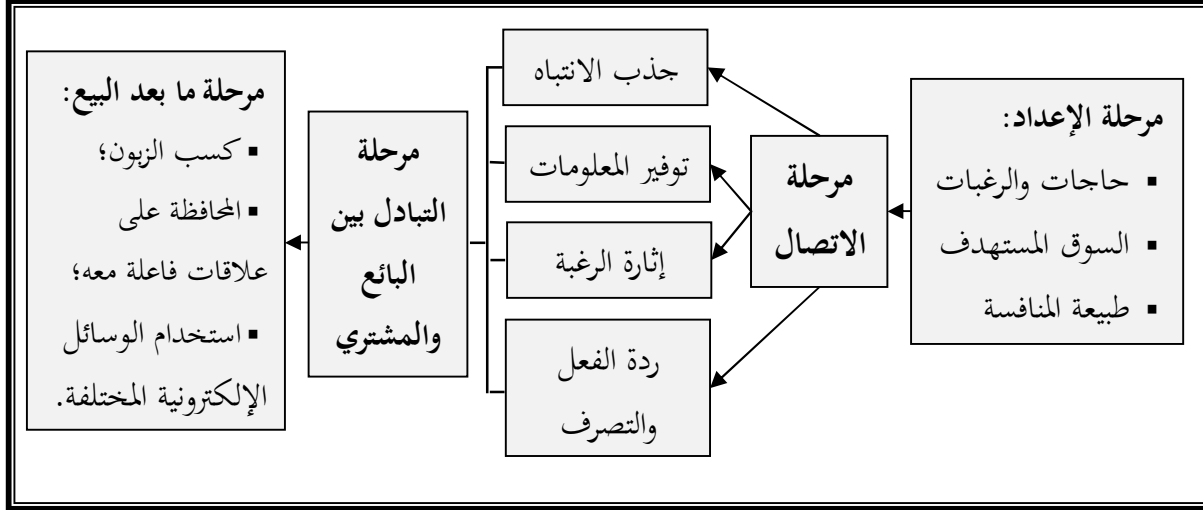 مرحلة الإعداد:
▪ حاجات والرغبات
▪ السوق المستهدف
▪ طبيعة المنافسة
مرحلة
الاتصال
جذب الانتباه
توفير المعلومات
إثارة الرغبة
ردة الفعل
والتصرف
مرحلة
التبادل بين
البائع
والمشتري
مرحلة ما بعد البيع:
▪ كسب الزبون؛
▪ المحافظة على
علاقات فاعلة معه؛
▪ استخدام الوسائل
الإلكترونية المختلفة.